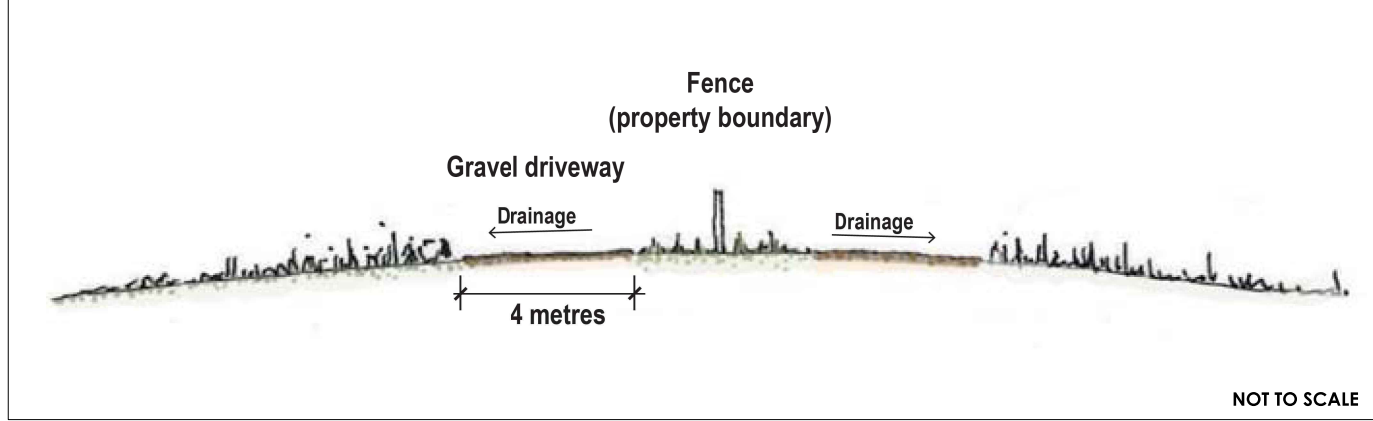 Fence
(property boundary)
Gravel driveway
Drainage
Drainage
4 metres
NOT TO SCALE